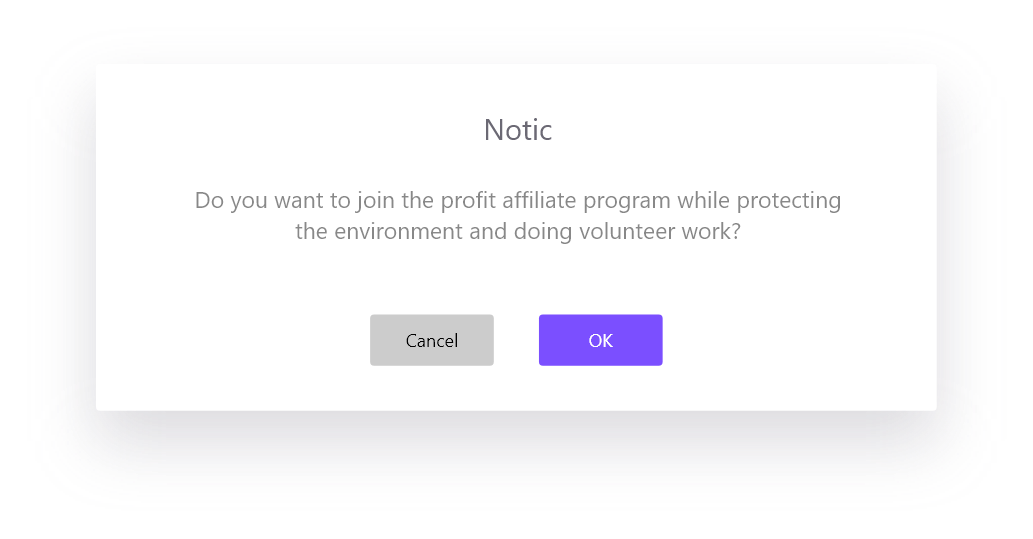 Notic
Do you want to join the profit affiliate program while protecting
the environment and doing volunteer work?
Cancel
OK